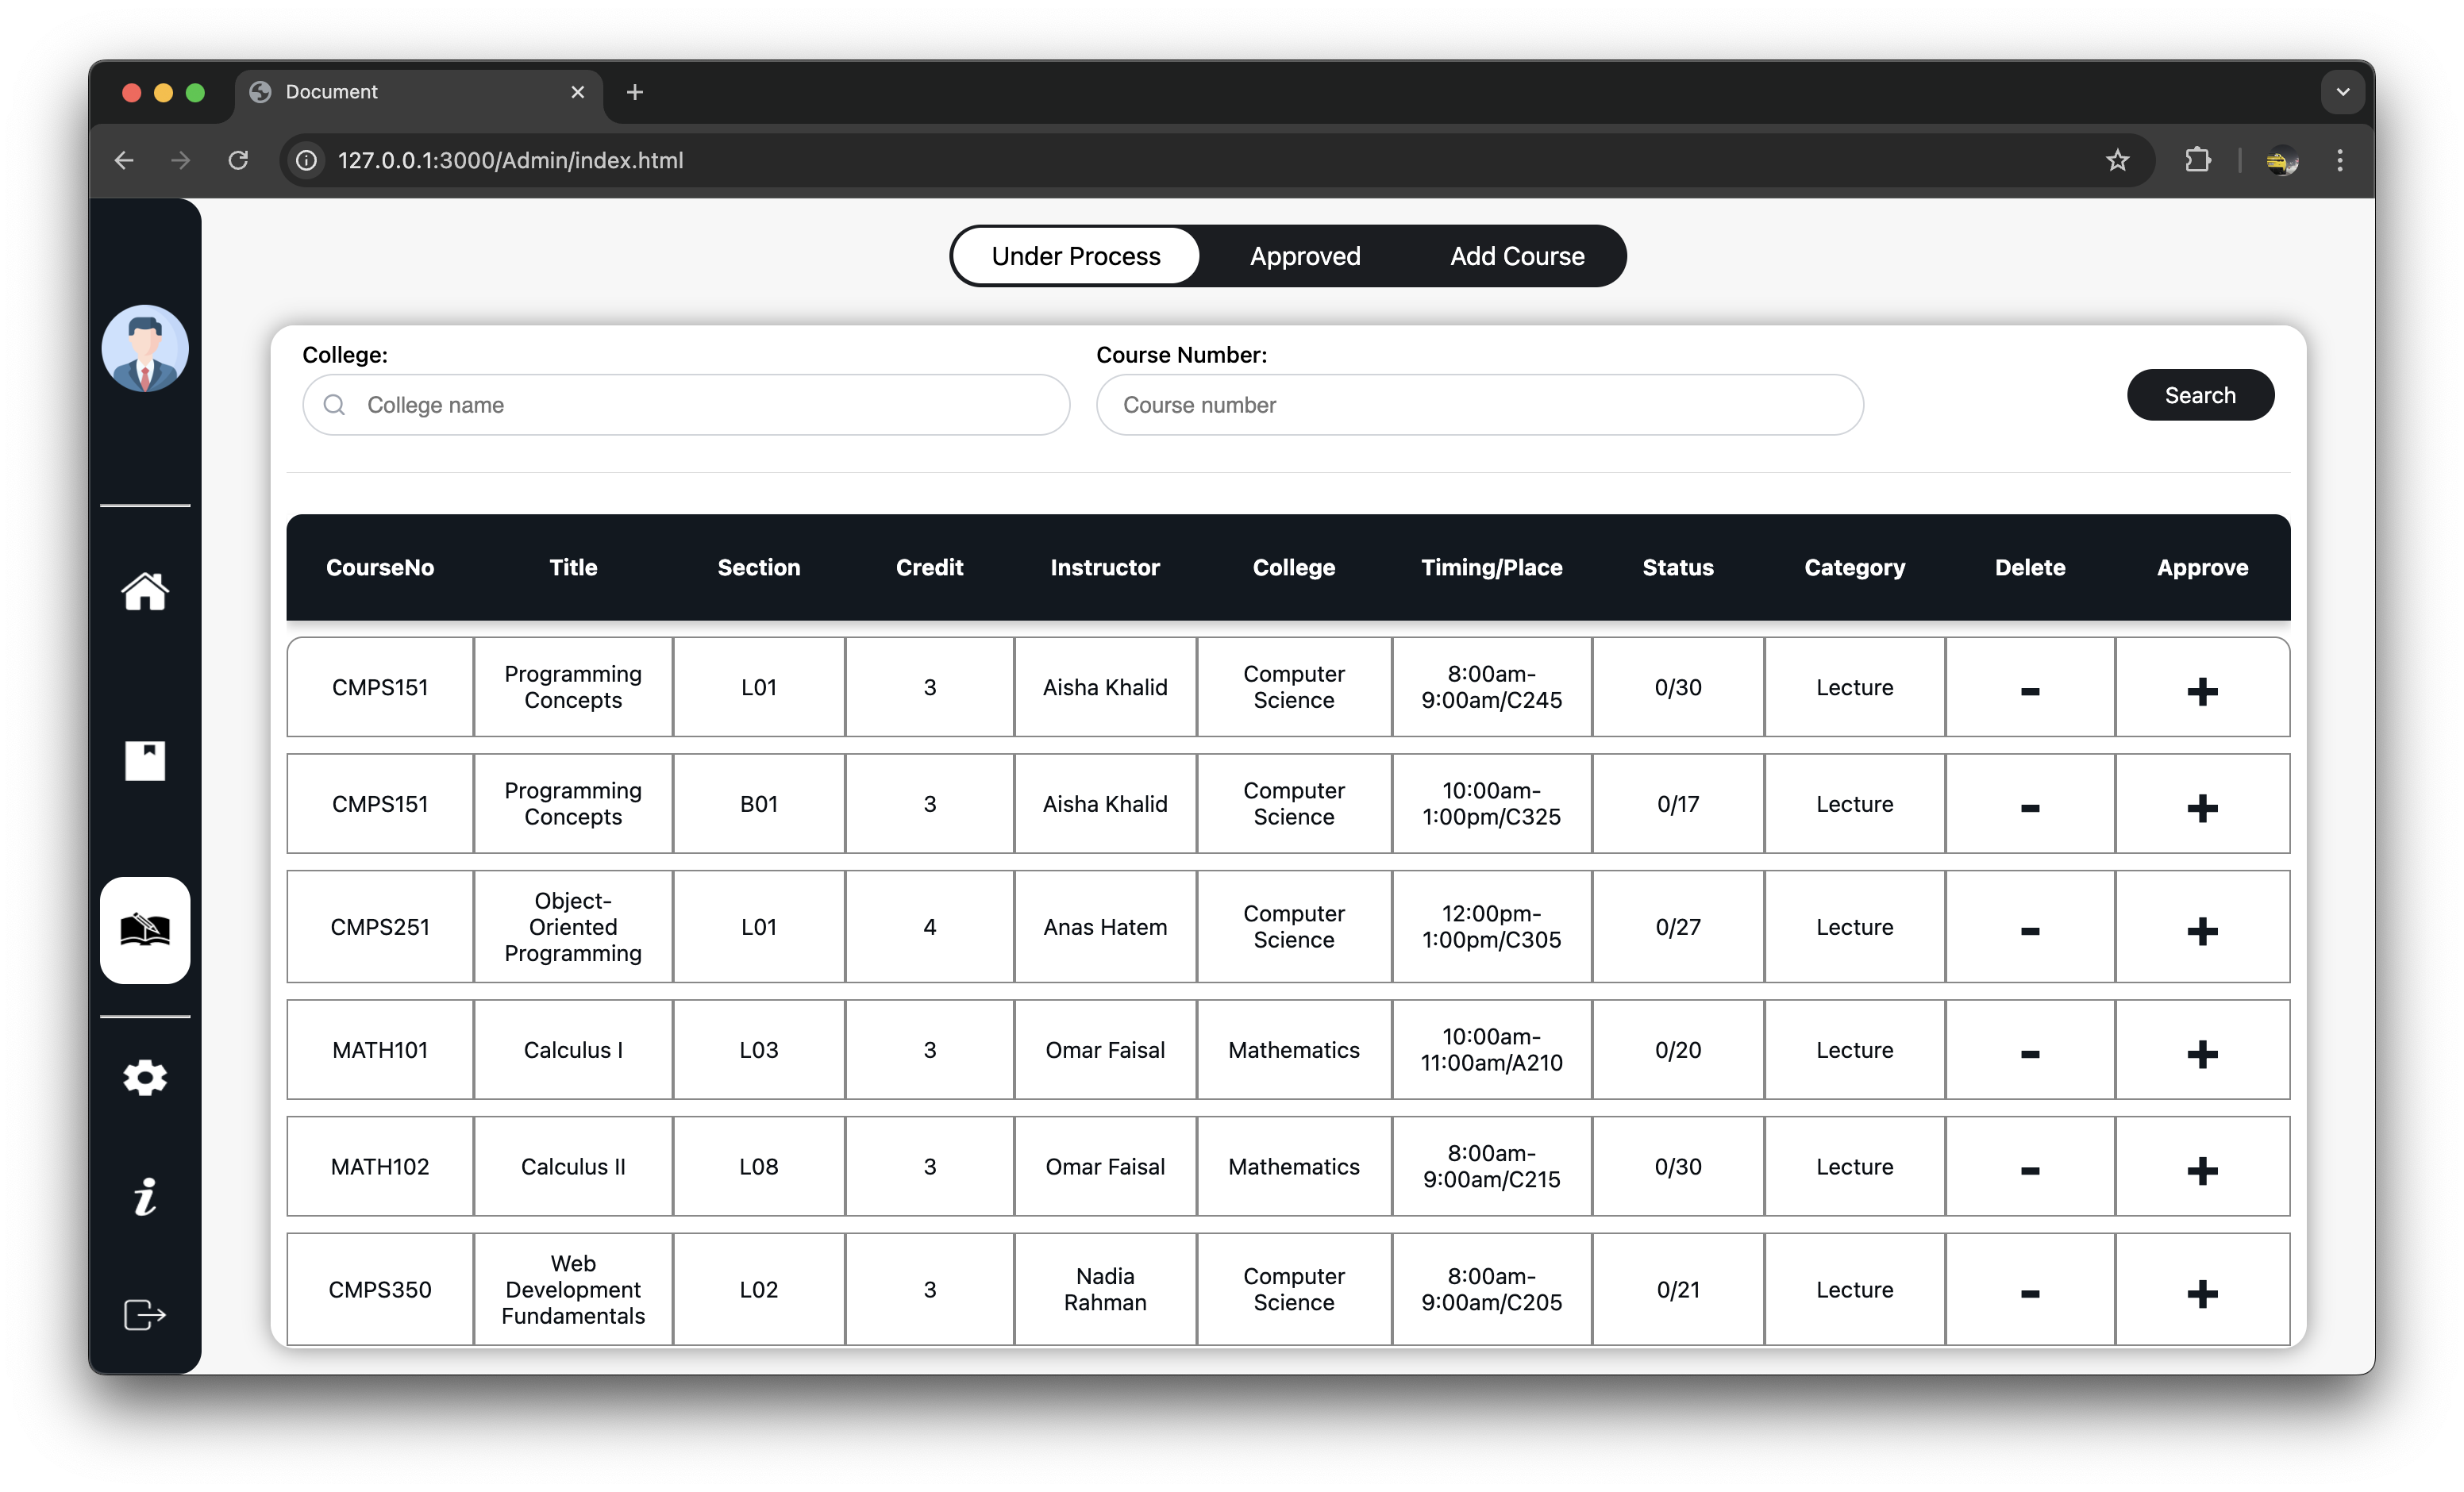 Document
127.0.0.1:3000/Admin/index.html
Under Process
Approved
Add Course
College:
Course Number:
College name
Course number
Search
CourseNo Title Section Credit Instructor College Timing/Place Status Category Delete Approve
CMPS151 Programming Concepts L01 3 Aisha Khalid Computer Science 8:00am-9:00am/C245 0/30 Lecture - +
CMPS151 Programming Concepts B01 3 Aisha Khalid Computer Science 10:00am-1:00pm/C325 0/17 Lecture - +
CMPS251 Object-Oriented Programming L01 4 Anas Hatem Computer Science 12:00pm-1:00pm/C305 0/27 Lecture - +
MATH101 Calculus I L03 3 Omar Faisal Mathematics 10:00am-11:00am/A210 0/20 Lecture - +
MATH102 Calculus II L08 3 Omar Faisal Mathematics 8:00am-9:00am/C215 0/30 Lecture - +
CMPS350 Web Development Fundamentals L02 3 Nadia Rahman Computer Science 8:00am-9:00am/C205 0/21 Lecture - +